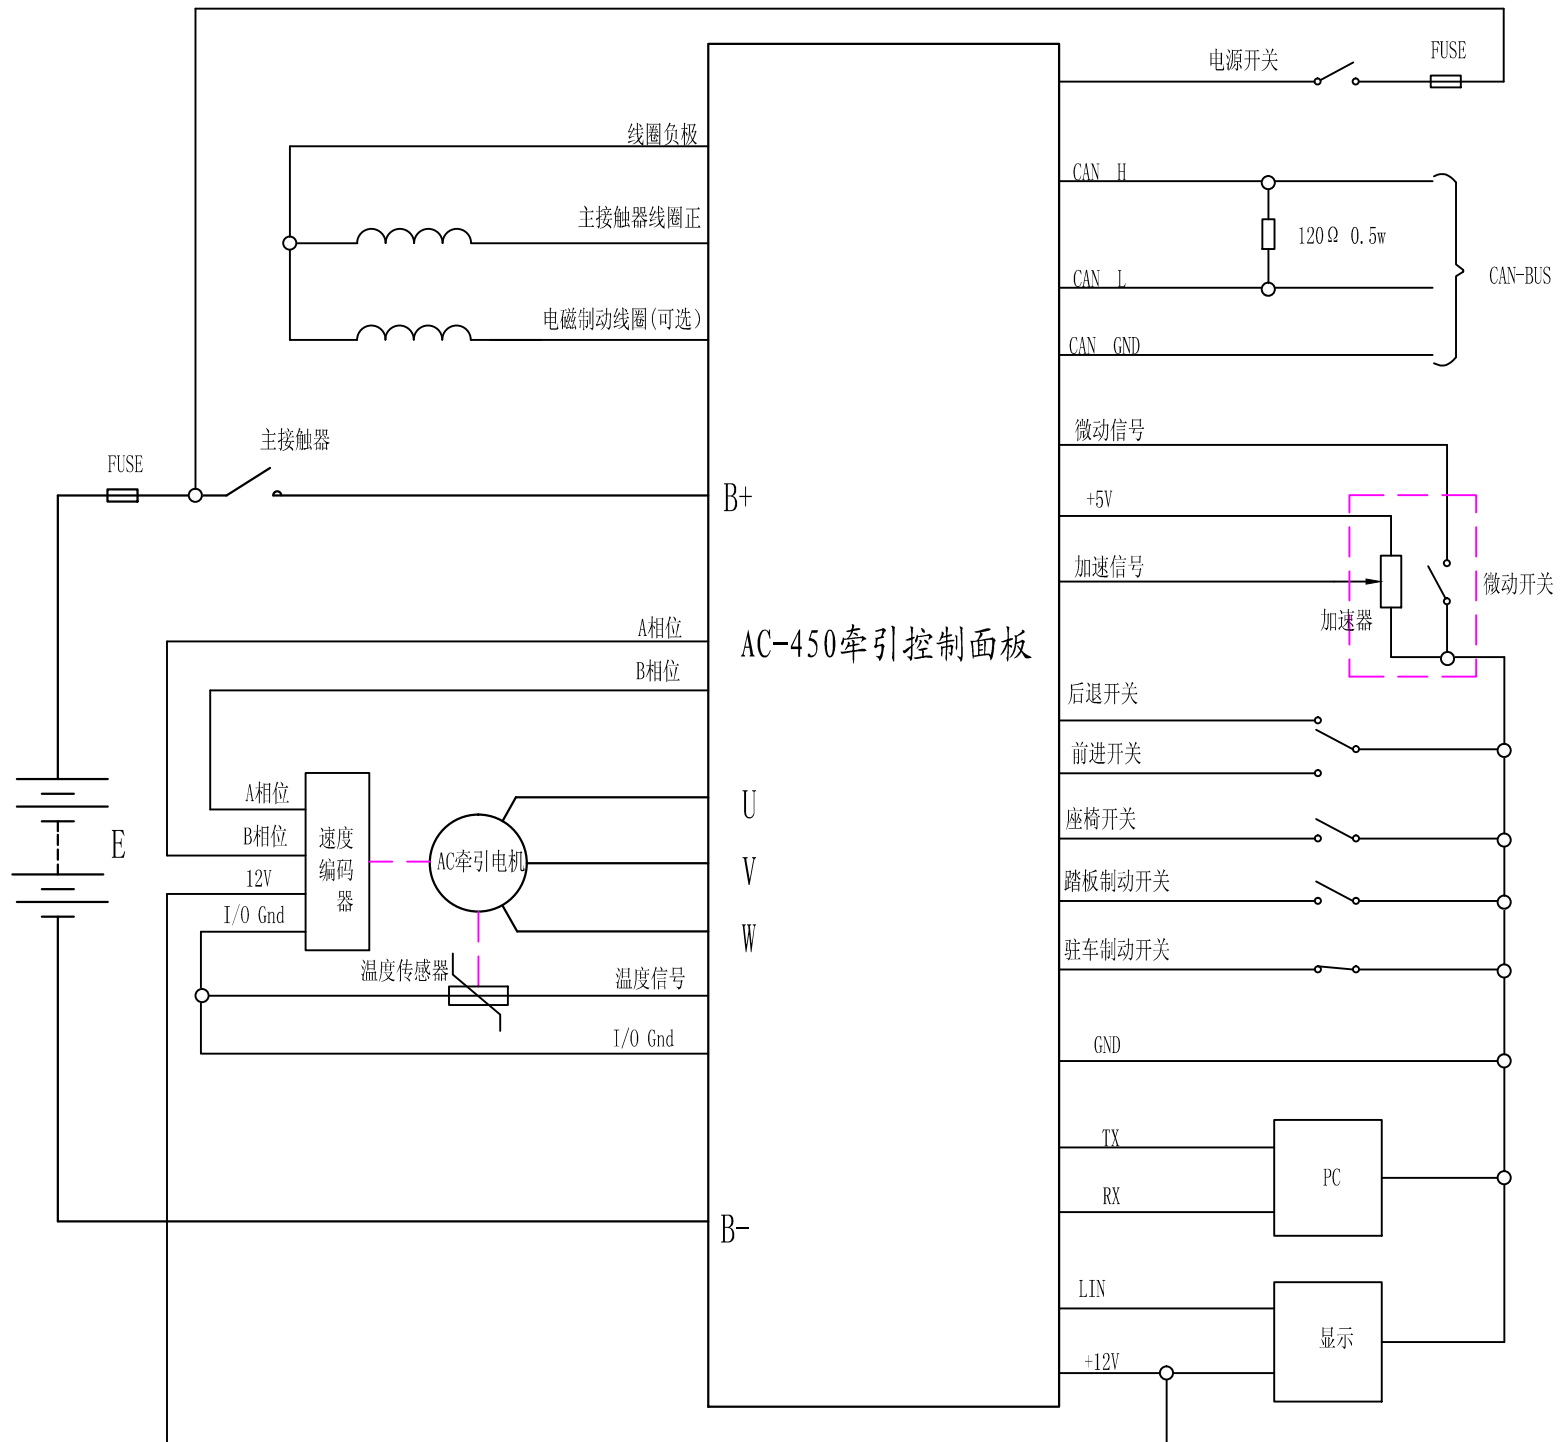 电源开关
FUSE
线圈负极
CAN H
主接触器线圈正
120Ω 0.5w
CAN L
CAN-BUS
电磁制动线圈(可选)
CAN GND
微动信号
主接触器
FUSE
B+
+5V
加速信号
微动开关
加速器
A相位
AC-450牵引控制面板
B相位
后退开关
前进开关
A相位
U
座椅开关
B相位
速度
编码
器
E
AC牵引电机
V
12V
踏板制动开关
I/O Gnd
W
驻车制动开关
温度传感器
温度信号
I/O Gnd
GND
TX
PC
RX
B-
LIN
显示
+12V